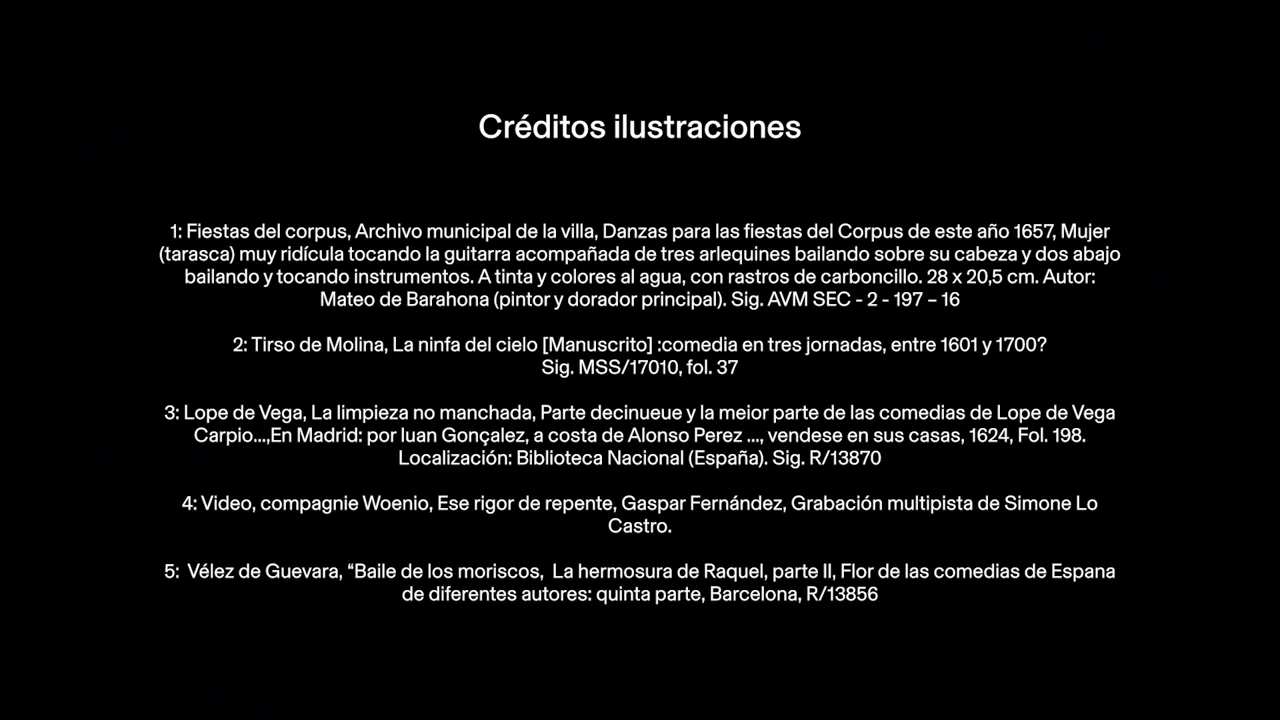 Créditos ilustraciones
1: Fiestas del corpus, Archivo municipal de la villa, Danzas para las fiestas del Corpus de este año 1657, Mujer
(tarasca) muy ridícula tocando la guitarra acompañada de tres arlequines bailando sobre su cabeza y dos abajo
bailando y tocando instrumentos. A tinta y colores al agua, con rastros de carboncillo. 28 x 20,5 cm. Autor:
Mateo de Barahona (pintor y dorador principal). Sig. AVM SEC - 2 - 197 – 16
2: Tirso de Molina, La ninfa del cielo [Manuscrito] :comedia en tres jornadas, entre 1601 y 1700?
Sig. MSS/17010, fol. 37
3: Lope de Vega, La limpieza no manchada, Parte decinueue y la meior parte de las comedias de Lope de Vega
Carpio...,En Madrid: por Iuan Gonçalez, a costa de Alonso Perez ..., vendese en sus casas, 1624, Fol. 198.
Localización: Biblioteca Nacional (España). Sig. R/13870
4: Video, compagnie Woenio, Ese rigor de repente, Gaspar Fernández, Grabación multipista de Simone Lo
Castro.
5:  Vélez de Guevara, “Baile de los moriscos,  La hermosura de Raquel, parte II, Flor de las comedias de Espana
de diferentes autores: quinta parte, Barcelona, R/13856